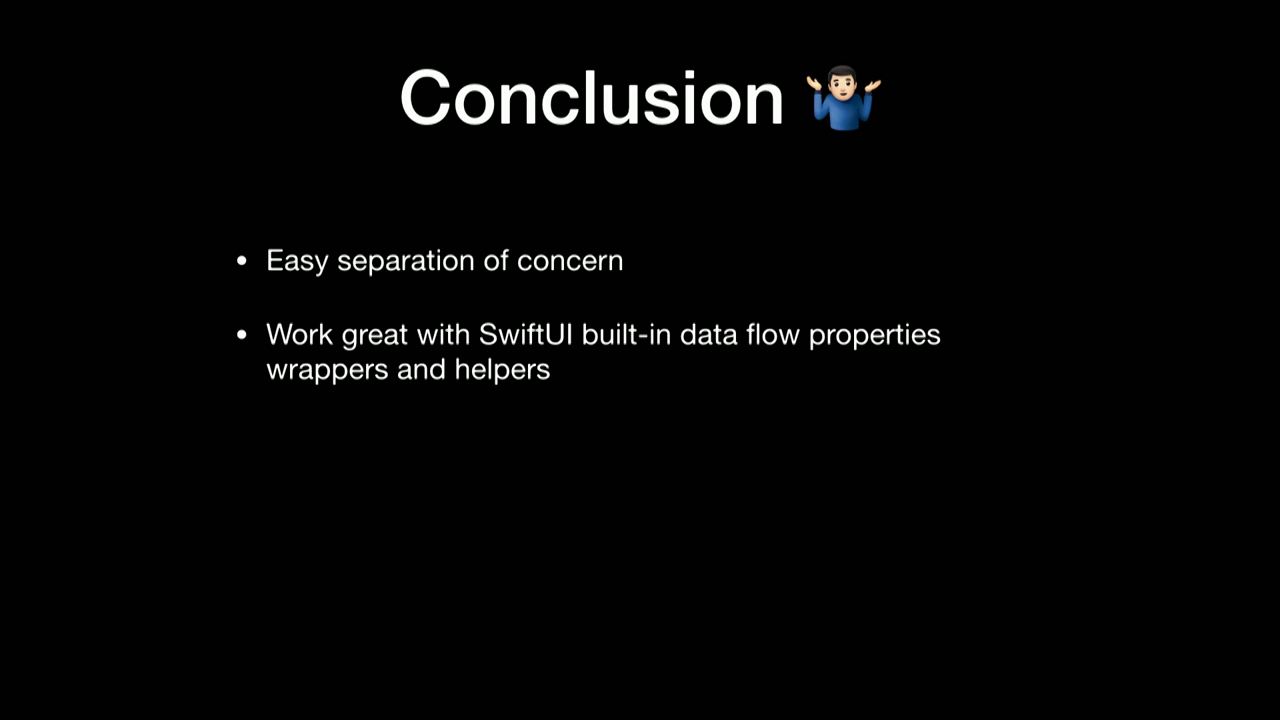 Conclusion 🤷🏻‍♂️
• Easy separation of concern
• Work great with SwiftUI built-in data flow properties
wrappers and helpers